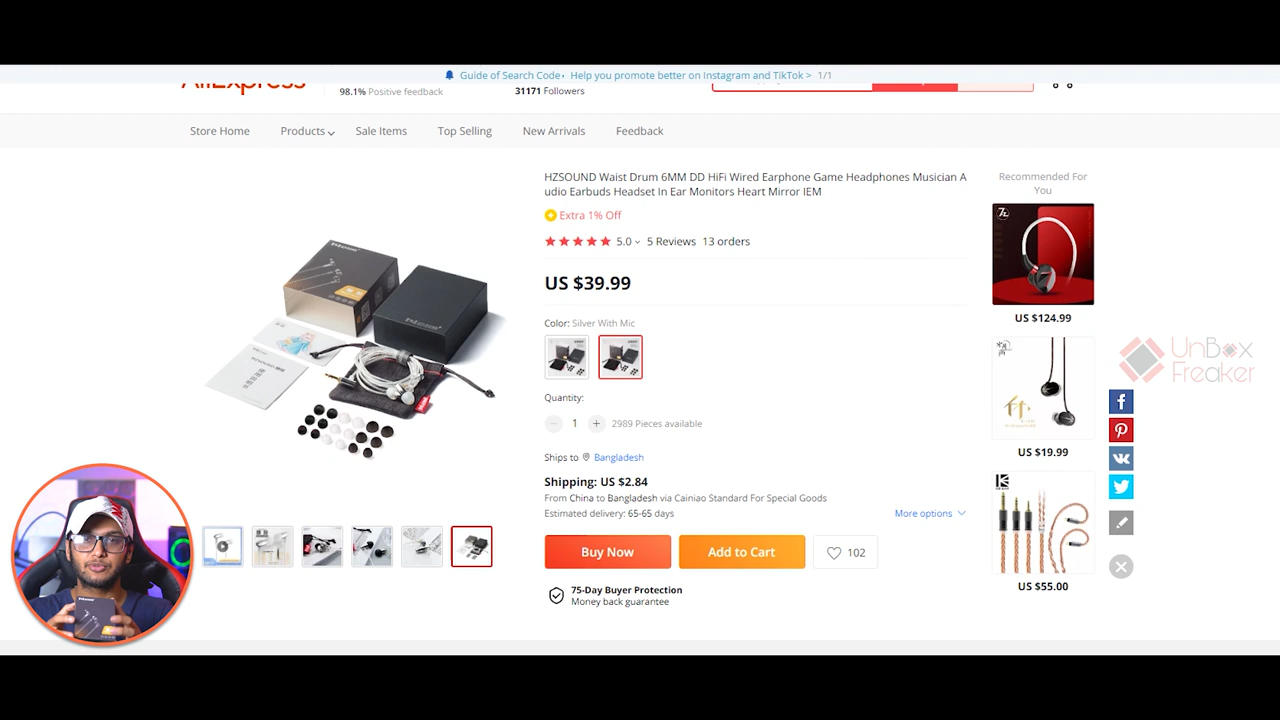 Guide of Search Code· Help you promote better on Instagram and TikTok > 1/1
AliExpress
98.1% Positive feedback
31171 Followers
Store Home
Products
Sale Items
Top Selling
New Arrivals
Feedback
HZSOUND Waist Drum 6MM DD HiFi Wired Earphone Game Headphones Musician A
udio Earbuds Headset In Ear Monitors Heart Mirror IEM
Extra 1% Off
5.0
5 Reviews
13 orders
US $39.99
Color: Silver With Mic
Quantity:
1
2989 Pieces available
Ships to Bangladesh
Shipping: US $2.84
From China to Bangladesh via Cainiao Standard For Special Goods
Estimated delivery: 65-65 days
More options
Buy Now
Add to Cart
102
75-Day Buyer Protection
Money back guarantee
Recommended For
You
US $124.99
US $19.99
US $55.00
UnBox
Freaker